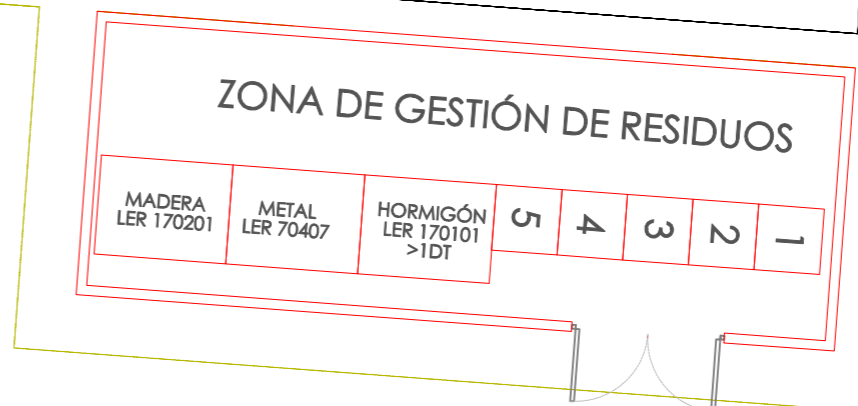 ZONA DE GESTIÓN DE RESIDUOS
MADERA
LER 170201
METAL
LER 70407
HORMIGÓN
LER 170101
>1DT
5
4
3
2
1